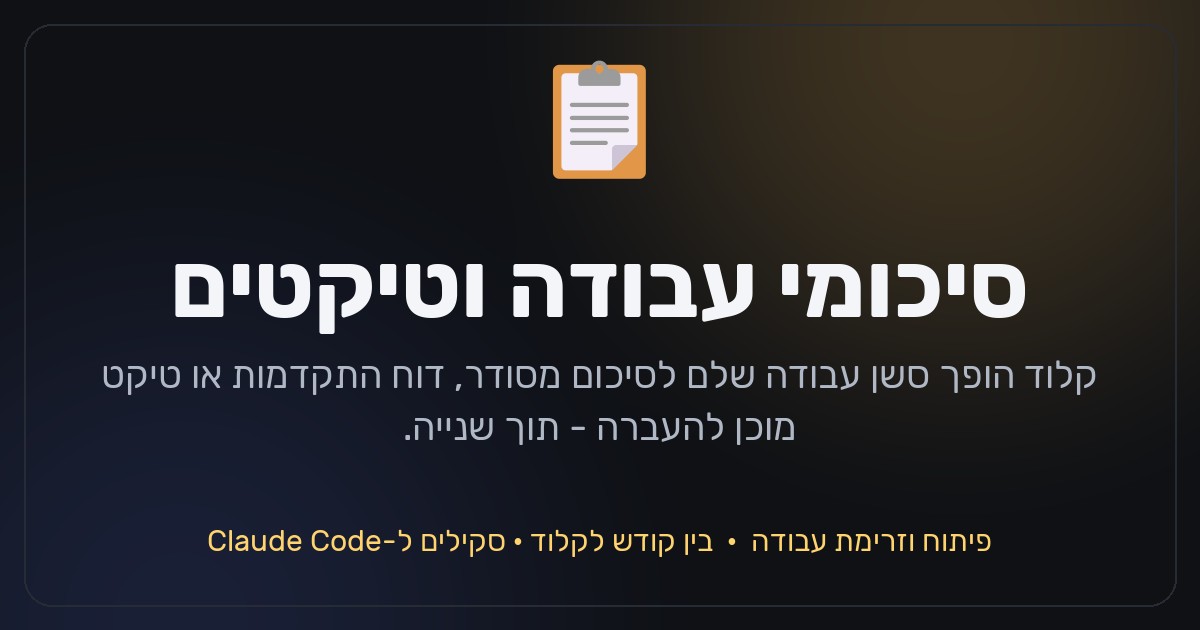 סיכומי עבודה וטיקטים
קלוד הופך סשן עבודה שלם לסיכום מסודר, דוח התקדמות או טיקט
מוכן להעברה - תוך שנייה.
פיתוח וזרימת עבודה • בין קודש לקלוד • סקילים ל-Claude Code